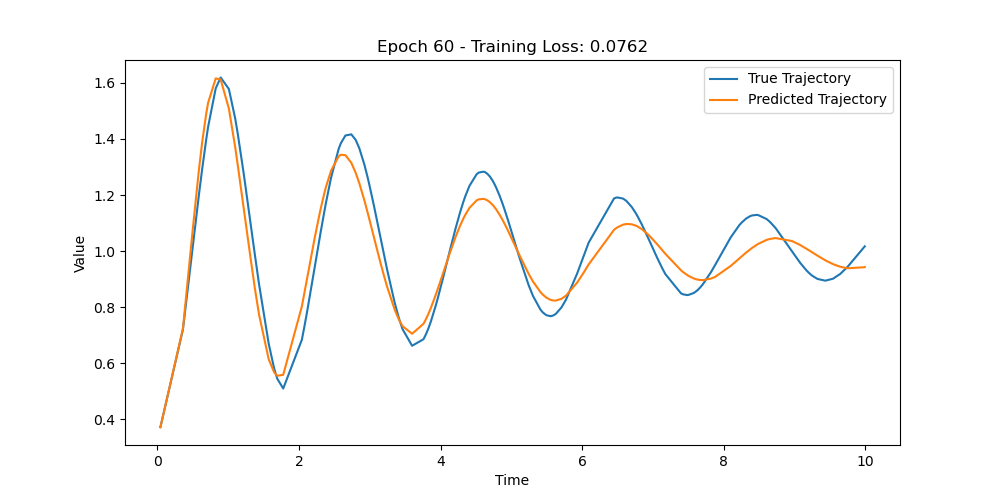 Epoch 60 - Training Loss: 0.0762
True Trajectory
Predicted Trajectory
Value
1.6
1.4
1.2
1.0
0.8
0.6
0.4
0 2 4 6 8 10
Time